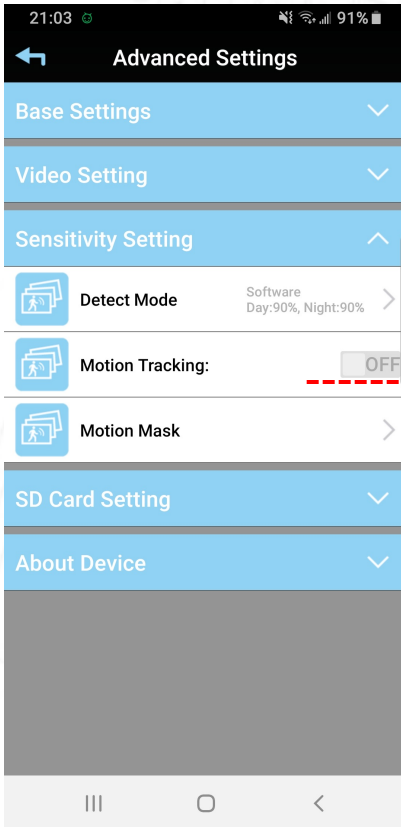 21:03 91%
Advanced Settings
Base Settings
Video Setting
Sensitivity Setting
Detect Mode
Software
Day:90%, Night:90%
Motion Tracking: OFF
Motion Mask
SD Card Setting
About Device